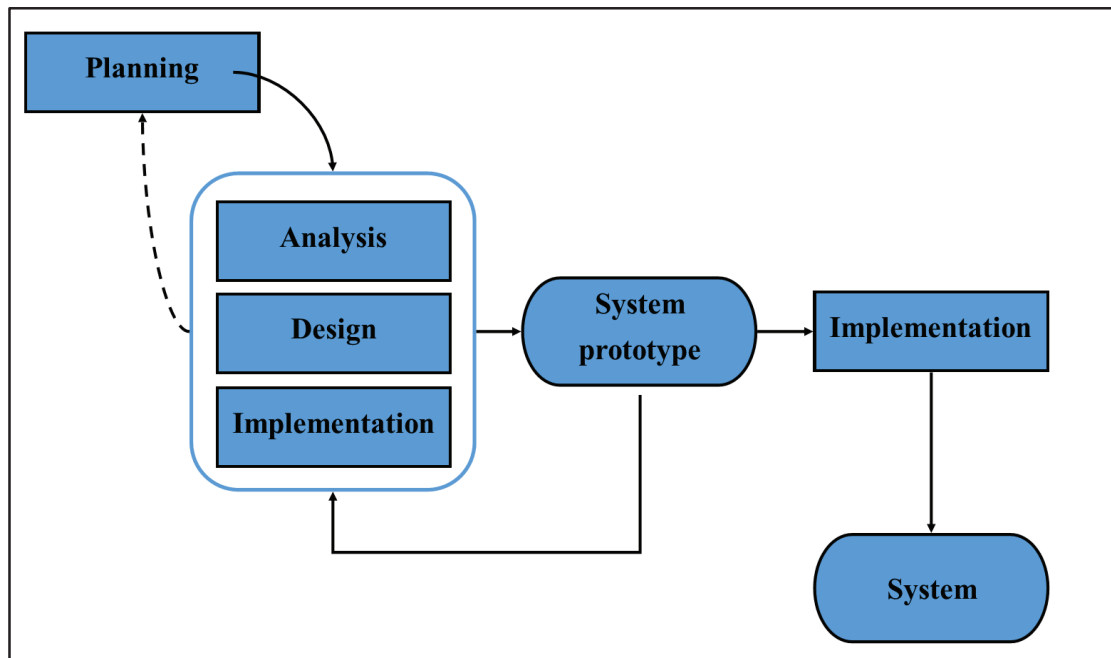 Planning
Analysis
Design
Implementation
System
prototype
Implementation
System